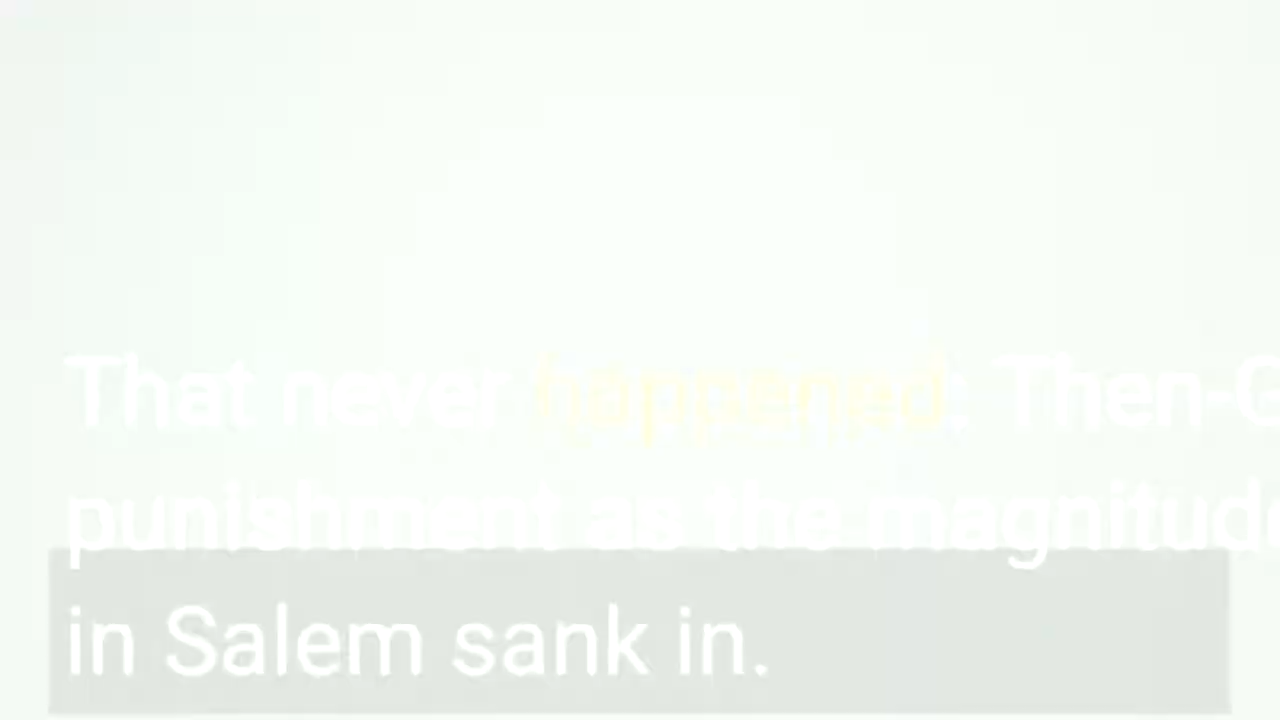 That never happened. Then-G
punishment as the magnitude
in Salem sank in.